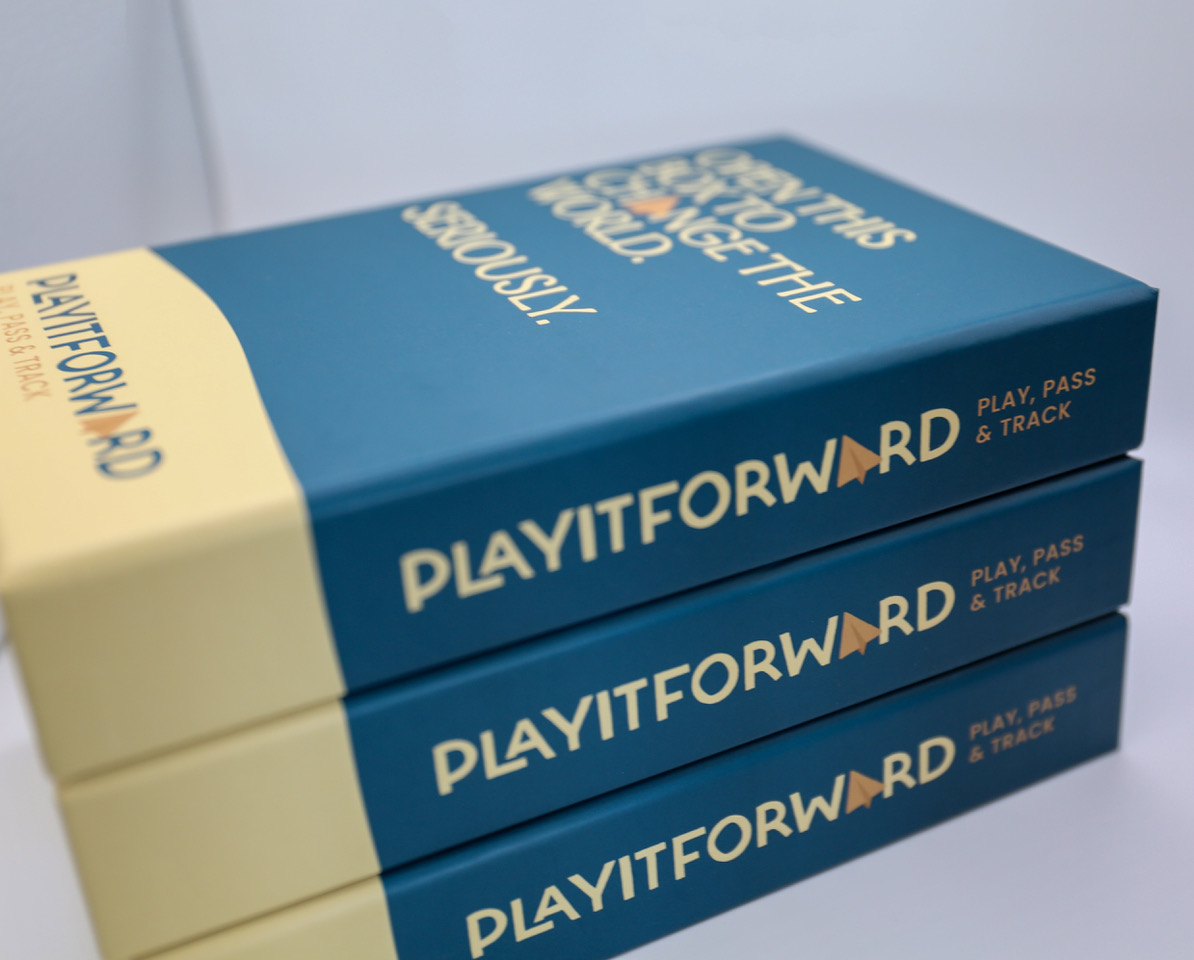 OPEN THIS
BOX TO
CHANGE THE
WORLD.
SERIOUSLY.
PLAYITFORWARD
PLAY, PASS & TRACK
PLAYITFORWARD
PLAY, PASS
& TRACK
PLAYITFORWARD
PLAY, PASS
& TRACK
PLAYITFORWARD
PLAY, PASS
& TRACK